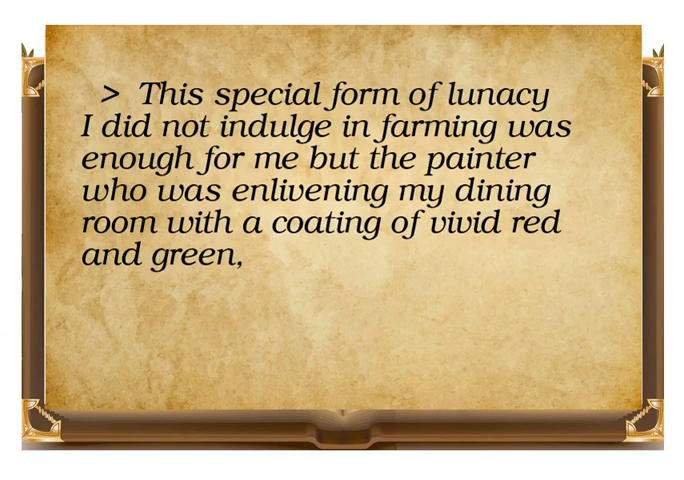 > This special form of lunacy
I did not indulge in farming was
enough for me but the painter
who was enlivening my dining
room with a coating of vivid red
and green,